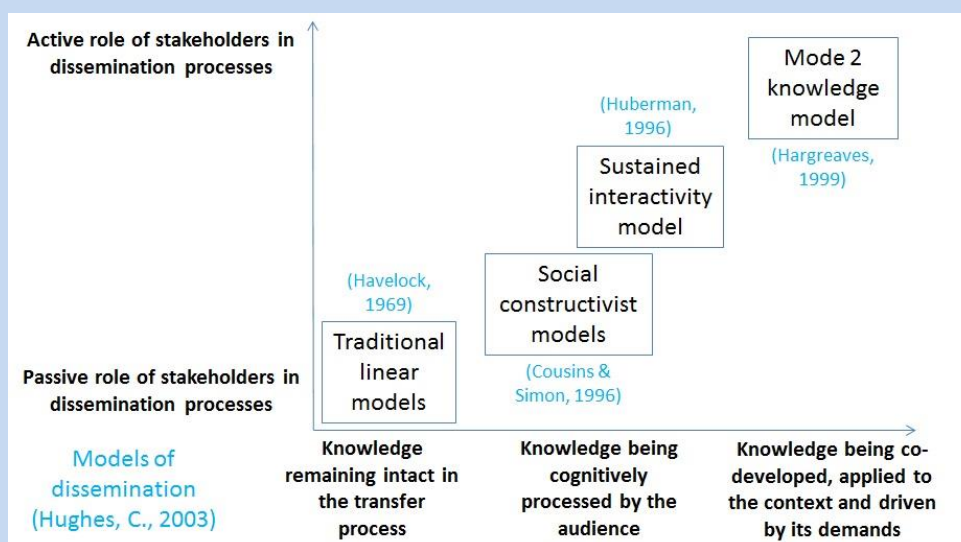 Active role of stakeholders in
dissemination processes
Mode 2
knowledge
model
(Hargreaves,
1999)
(Huberman,
1996)
Sustained
interactivity
model
Social
constructivist
models
(Cousins &
Simon, 1996)
(Havelock,
1969)
Traditional
linear
models
Passive role of stakeholders in
dissemination processes
Models of
dissemination
(Hughes, C., 2003)
Knowledge
remaining intact in
the transfer
process
Knowledge being
cognitively
processed by the
audience
Knowledge being co-
developed, applied to
the context and driven
by its demands